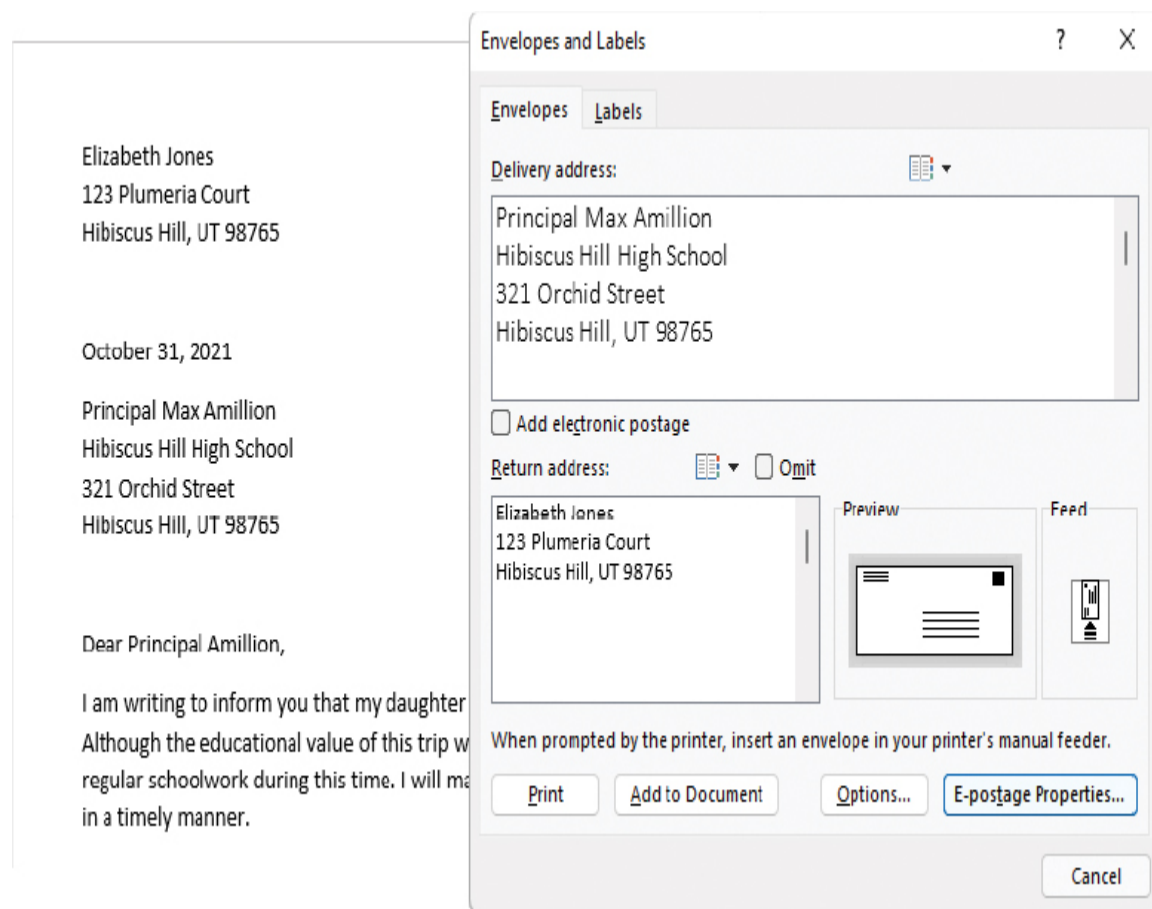 Elizabeth Jones
123 Plumeria Court
Hibiscus Hill, UT 98765
October 31, 2021
Principal Max Amillion
Hibiscus Hill High School
321 Orchid Street
Hibiscus Hill, UT 98765
Dear Principal Amillion,
I am writing to inform you that my daughter
Although the educational value of this trip w
regular schoolwork during this time. I will ma
in a timely manner.
Envelopes and Labels
? X
Envelopes Labels
Delivery address:
Principal Max Amillion
Hibiscus Hill High School
321 Orchid Street
Hibiscus Hill, UT 98765
Add electronic postage
Return address: Omit
Elizabeth Jones
123 Plumeria Court
Hibiscus Hill, UT 98765
Preview Feed
When prompted by the printer, insert an envelope in your printer's manual feeder.
Print Add to Document Options... E-postage Properties...
Cancel